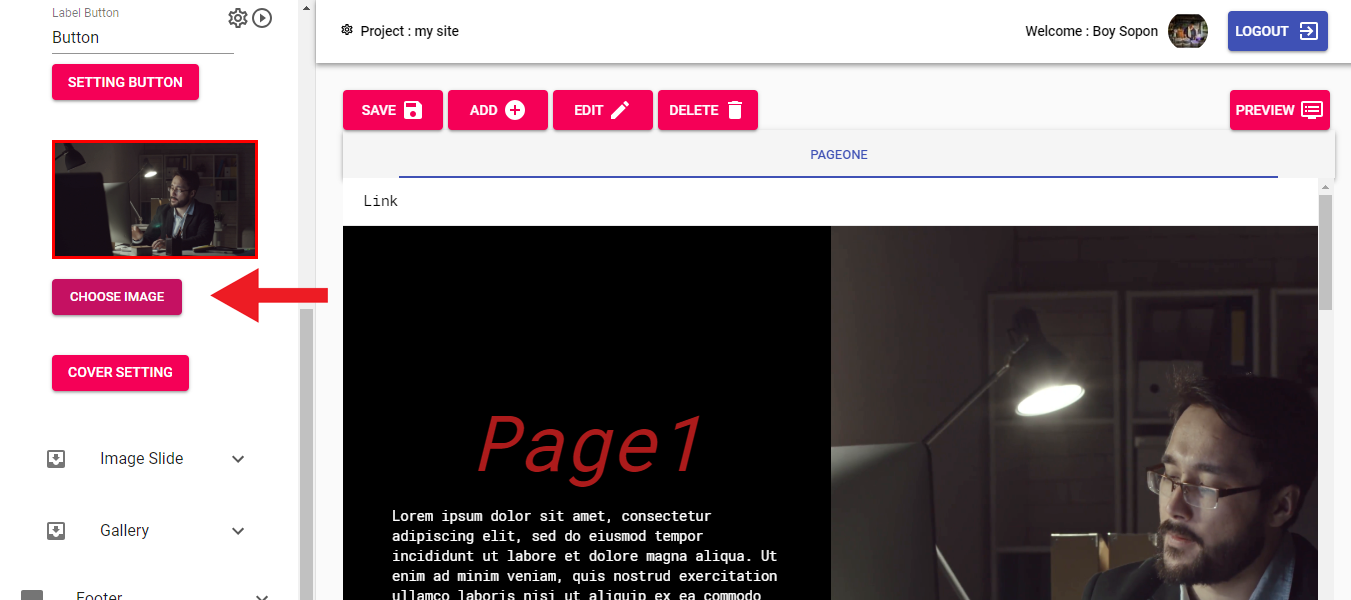 Label Button
Button
SETTING BUTTON
CHOOSE IMAGE
COVER SETTING
Image Slide
Gallery
Footer
Project : my site
Welcome : Boy Sopon
LOGOUT
SAVE
ADD
EDIT
DELETE
PREVIEW
PAGEONE
Link
Page1
Lorem ipsum dolor sit amet, consectetur
adipiscing elit, sed do eiusmod tempor
incididunt ut labore et dolore magna aliqua. Ut
enim ad minim veniam, quis nostrud exercitation
ullamco laboris nisi ut aliquip ex ea commodo